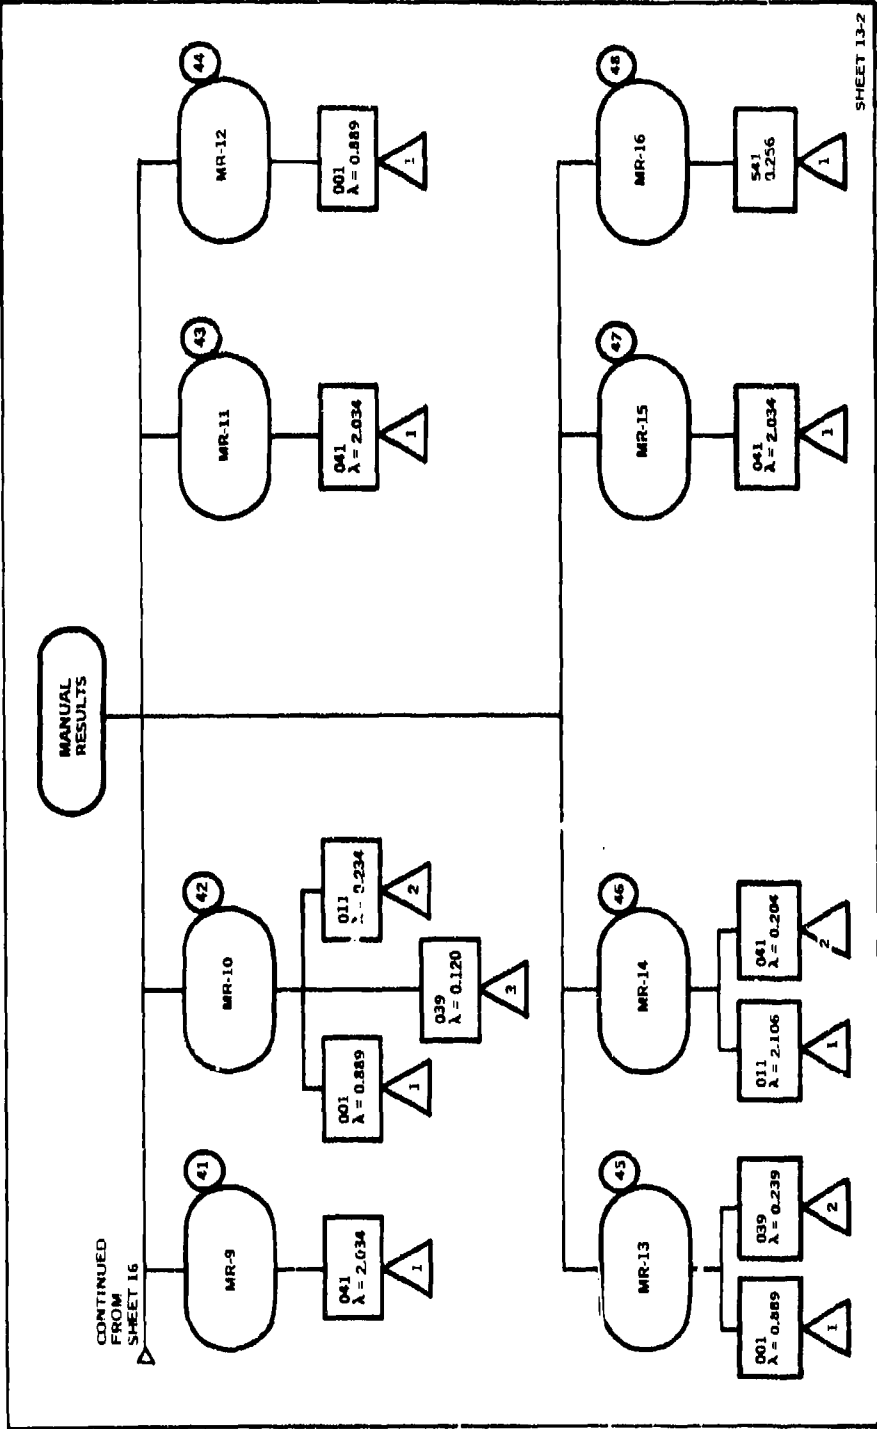 MANUAL
RESULTS
CONTINUED
FROM
SHEET 16
41
MR-9
041
λ = 2.034
1
42
MR-10
001
λ = 0.889
1
039
λ = 0.120
3
011
λ = 0.234
2
43
MR-11
041
λ = 2.034
1
44
MR-12
001
λ = 0.889
1
45
MR-13
001
λ = 0.889
1
039
λ = 0.239
2
46
MR-14
011
λ = 2.106
1
041
λ = 0.204
2
47
MR-15
041
λ = 2.034
1
48
MR-16
541
0.256
1
SHEET 13-2